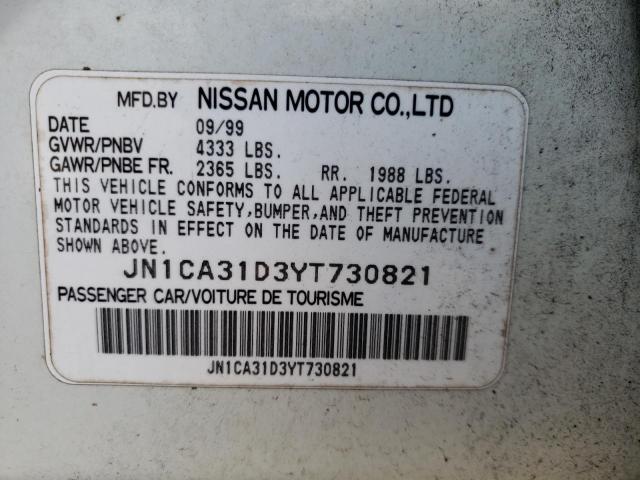 MFD.BY NISSAN MOTOR CO.,LTD
DATE 09/99
GVWR/PNBV 4333 LBS.
GAWR/PNBE FR. 2365 LBS. RR. 1988 LBS.
THIS VEHICLE CONFORMS TO ALL APPLICABLE FEDERAL
MOTOR VEHICLE SAFETY,BUMPER,AND THEFT PREVENTION
STANDARDS IN EFFECT ON THE DATE OF MANUFACTURE
SHOWN ABOVE.
JN1CA31D3YT730821
PASSENGER CAR/VOITURE DE TOURISME
JN1CA31D3YT730821